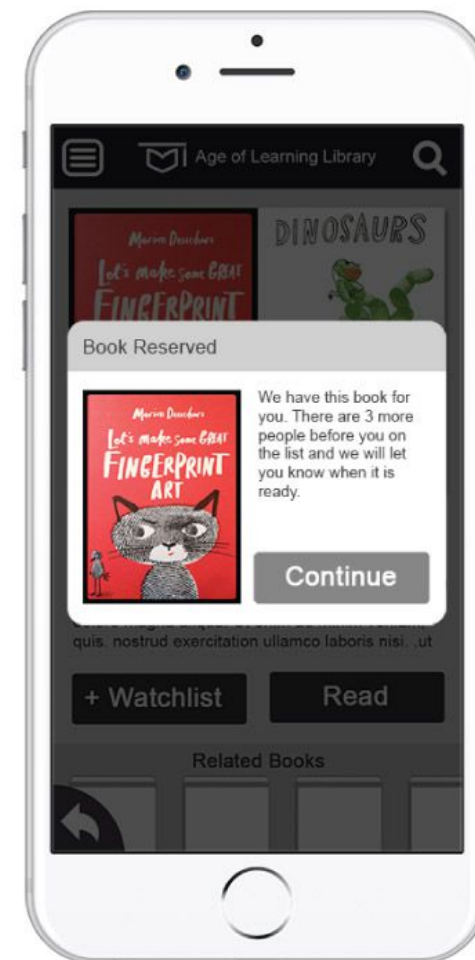 Age of Learning Library
Marion Deuchars
Let's make some GREAT
FINGERPRINT
DINOSAURS
Book Reserved
Marion Deuchars
Let's make some GREAT
FINGERPRINT
ART
We have this book for
you. There are 3 more
people before you on
the list and we will let
you know when it is
ready.
Continue
quis. nostrud exercitation ullamco laboris nisi. .ut
+ Watchlist
Read
Related Books